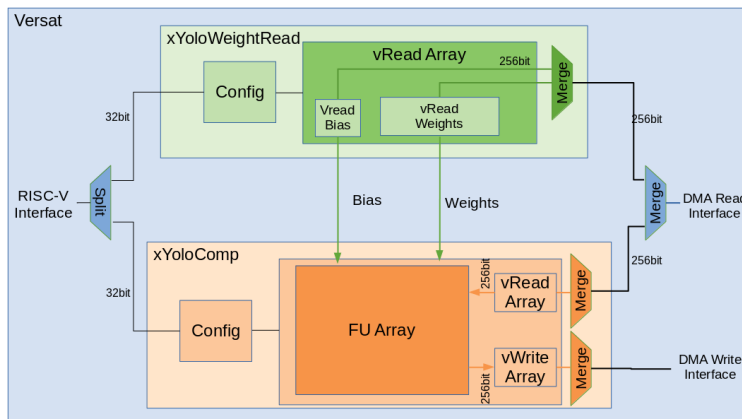 Versat
xYoloWeightRead
vRead Array
256bit
Config
Vread
Bias
vRead
Weights
Merge
32bit
256bit
RISC-V
Interface
Split
Bias
Weights
Merge
DMA Read
Interface
xYoloComp
256bit
32bit
Config
FU Array
256bit
vRead
Array
Merge
256bit
vWrite
Array
Merge
DMA Write
Interface